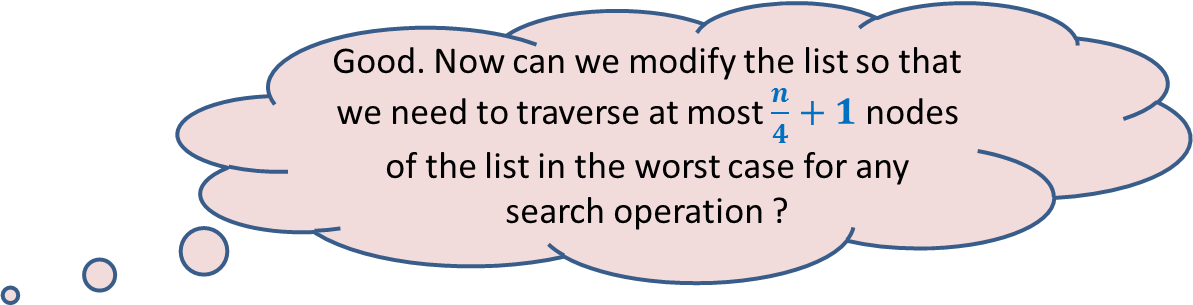 Good. Now can we modify the list so that
we need to traverse at most n/4 + 1 nodes
of the list in the worst case for any
search operation ?